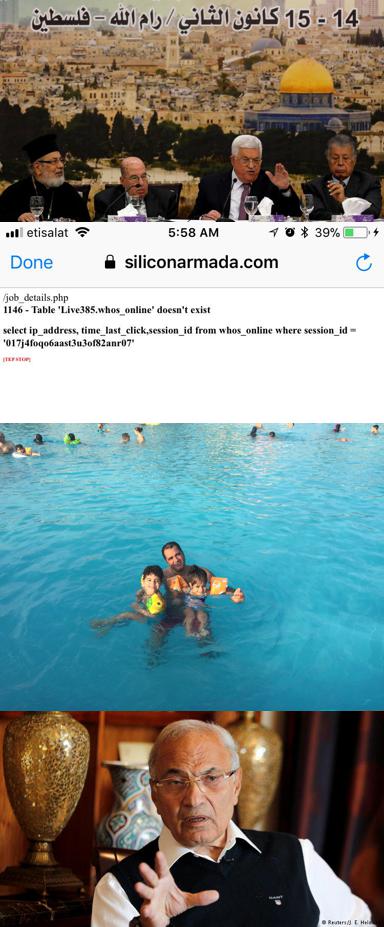 14 - 15 كانون الثاني / رام الله – فلسطين
etisalat 5:58 AM 39%
Done siliconarmada.com
/job_details.php
1146 - Table 'Live385.whos_online' doesn't exist
select ip_address, time_last_click,session_id from whos_online where session_id =
'017j4foqo6aast3u3of82anr07'
[TEP STOP]
GANT
© Reuters/J. E.